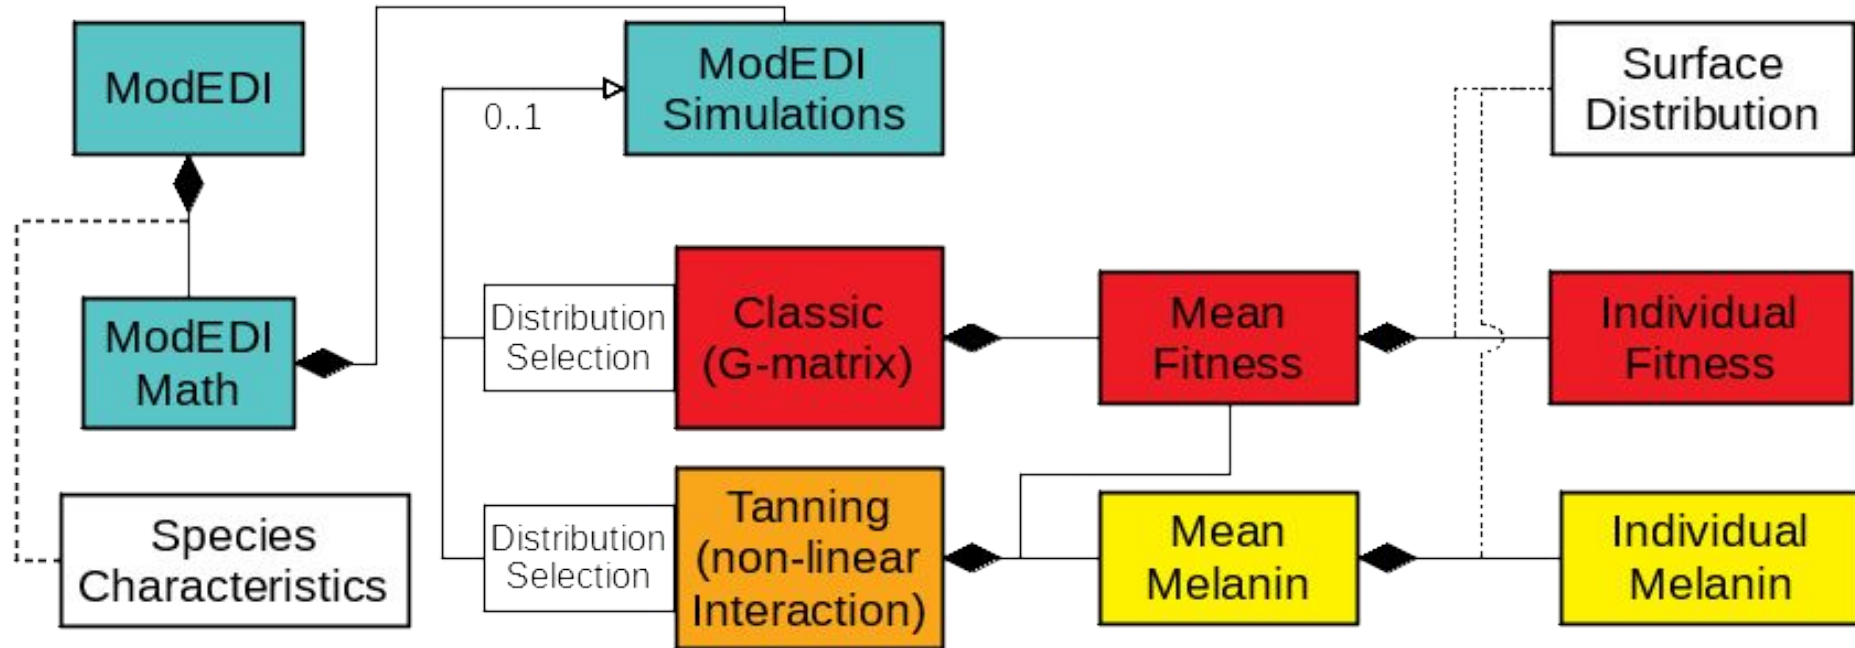 ModEDI
ModEDI
Simulations
0..1
Surface
Distribution
ModEDI
Math
Distribution
Selection
Classic
(G-matrix)
Mean
Fitness
Individual
Fitness
Species
Characteristics
Distribution
Selection
Tanning
(non-linear
Interaction)
Mean
Melanin
Individual
Melanin